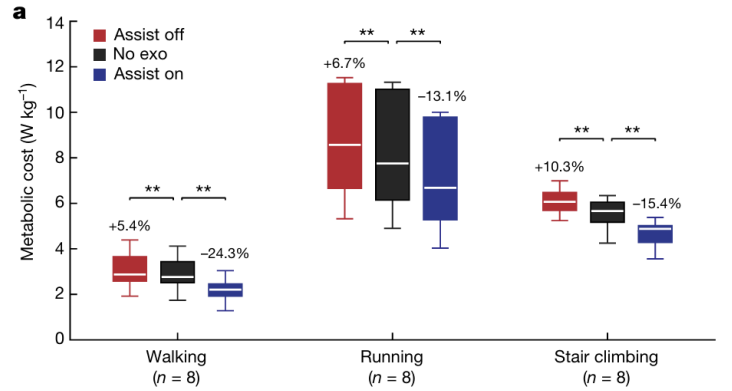 a
14
12
10
8
6
4
2
0
Metabolic cost (W kg⁻¹)
Assist off
No exo
Assist on
** **
+5.4%
−24.3%
** **
+6.7%
−13.1%
** **
+10.3%
−15.4%
Walking
(n = 8)
Running
(n = 8)
Stair climbing
(n = 8)